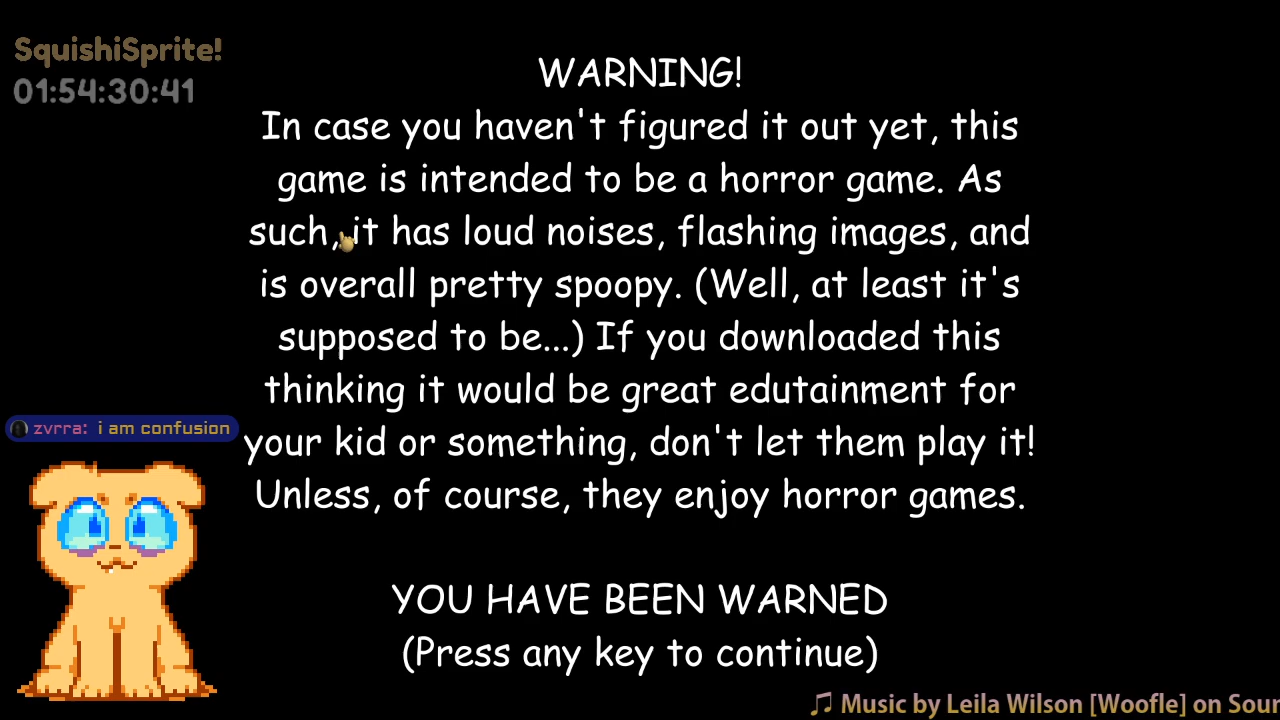 SquishiSprite!
01:54:30:41
WARNING!
In case you haven't figured it out yet, this
game is intended to be a horror game. As
such, it has loud noises, flashing images, and
is overall pretty spoopy. (Well, at least it's
supposed to be...) If you downloaded this
thinking it would be great edutainment for
your kid or something, don't let them play it!
Unless, of course, they enjoy horror games.
YOU HAVE BEEN WARNED
(Press any key to continue)
zvrra: i am confusion
♫ Music by Leila Wilson [Woofle] on Sour